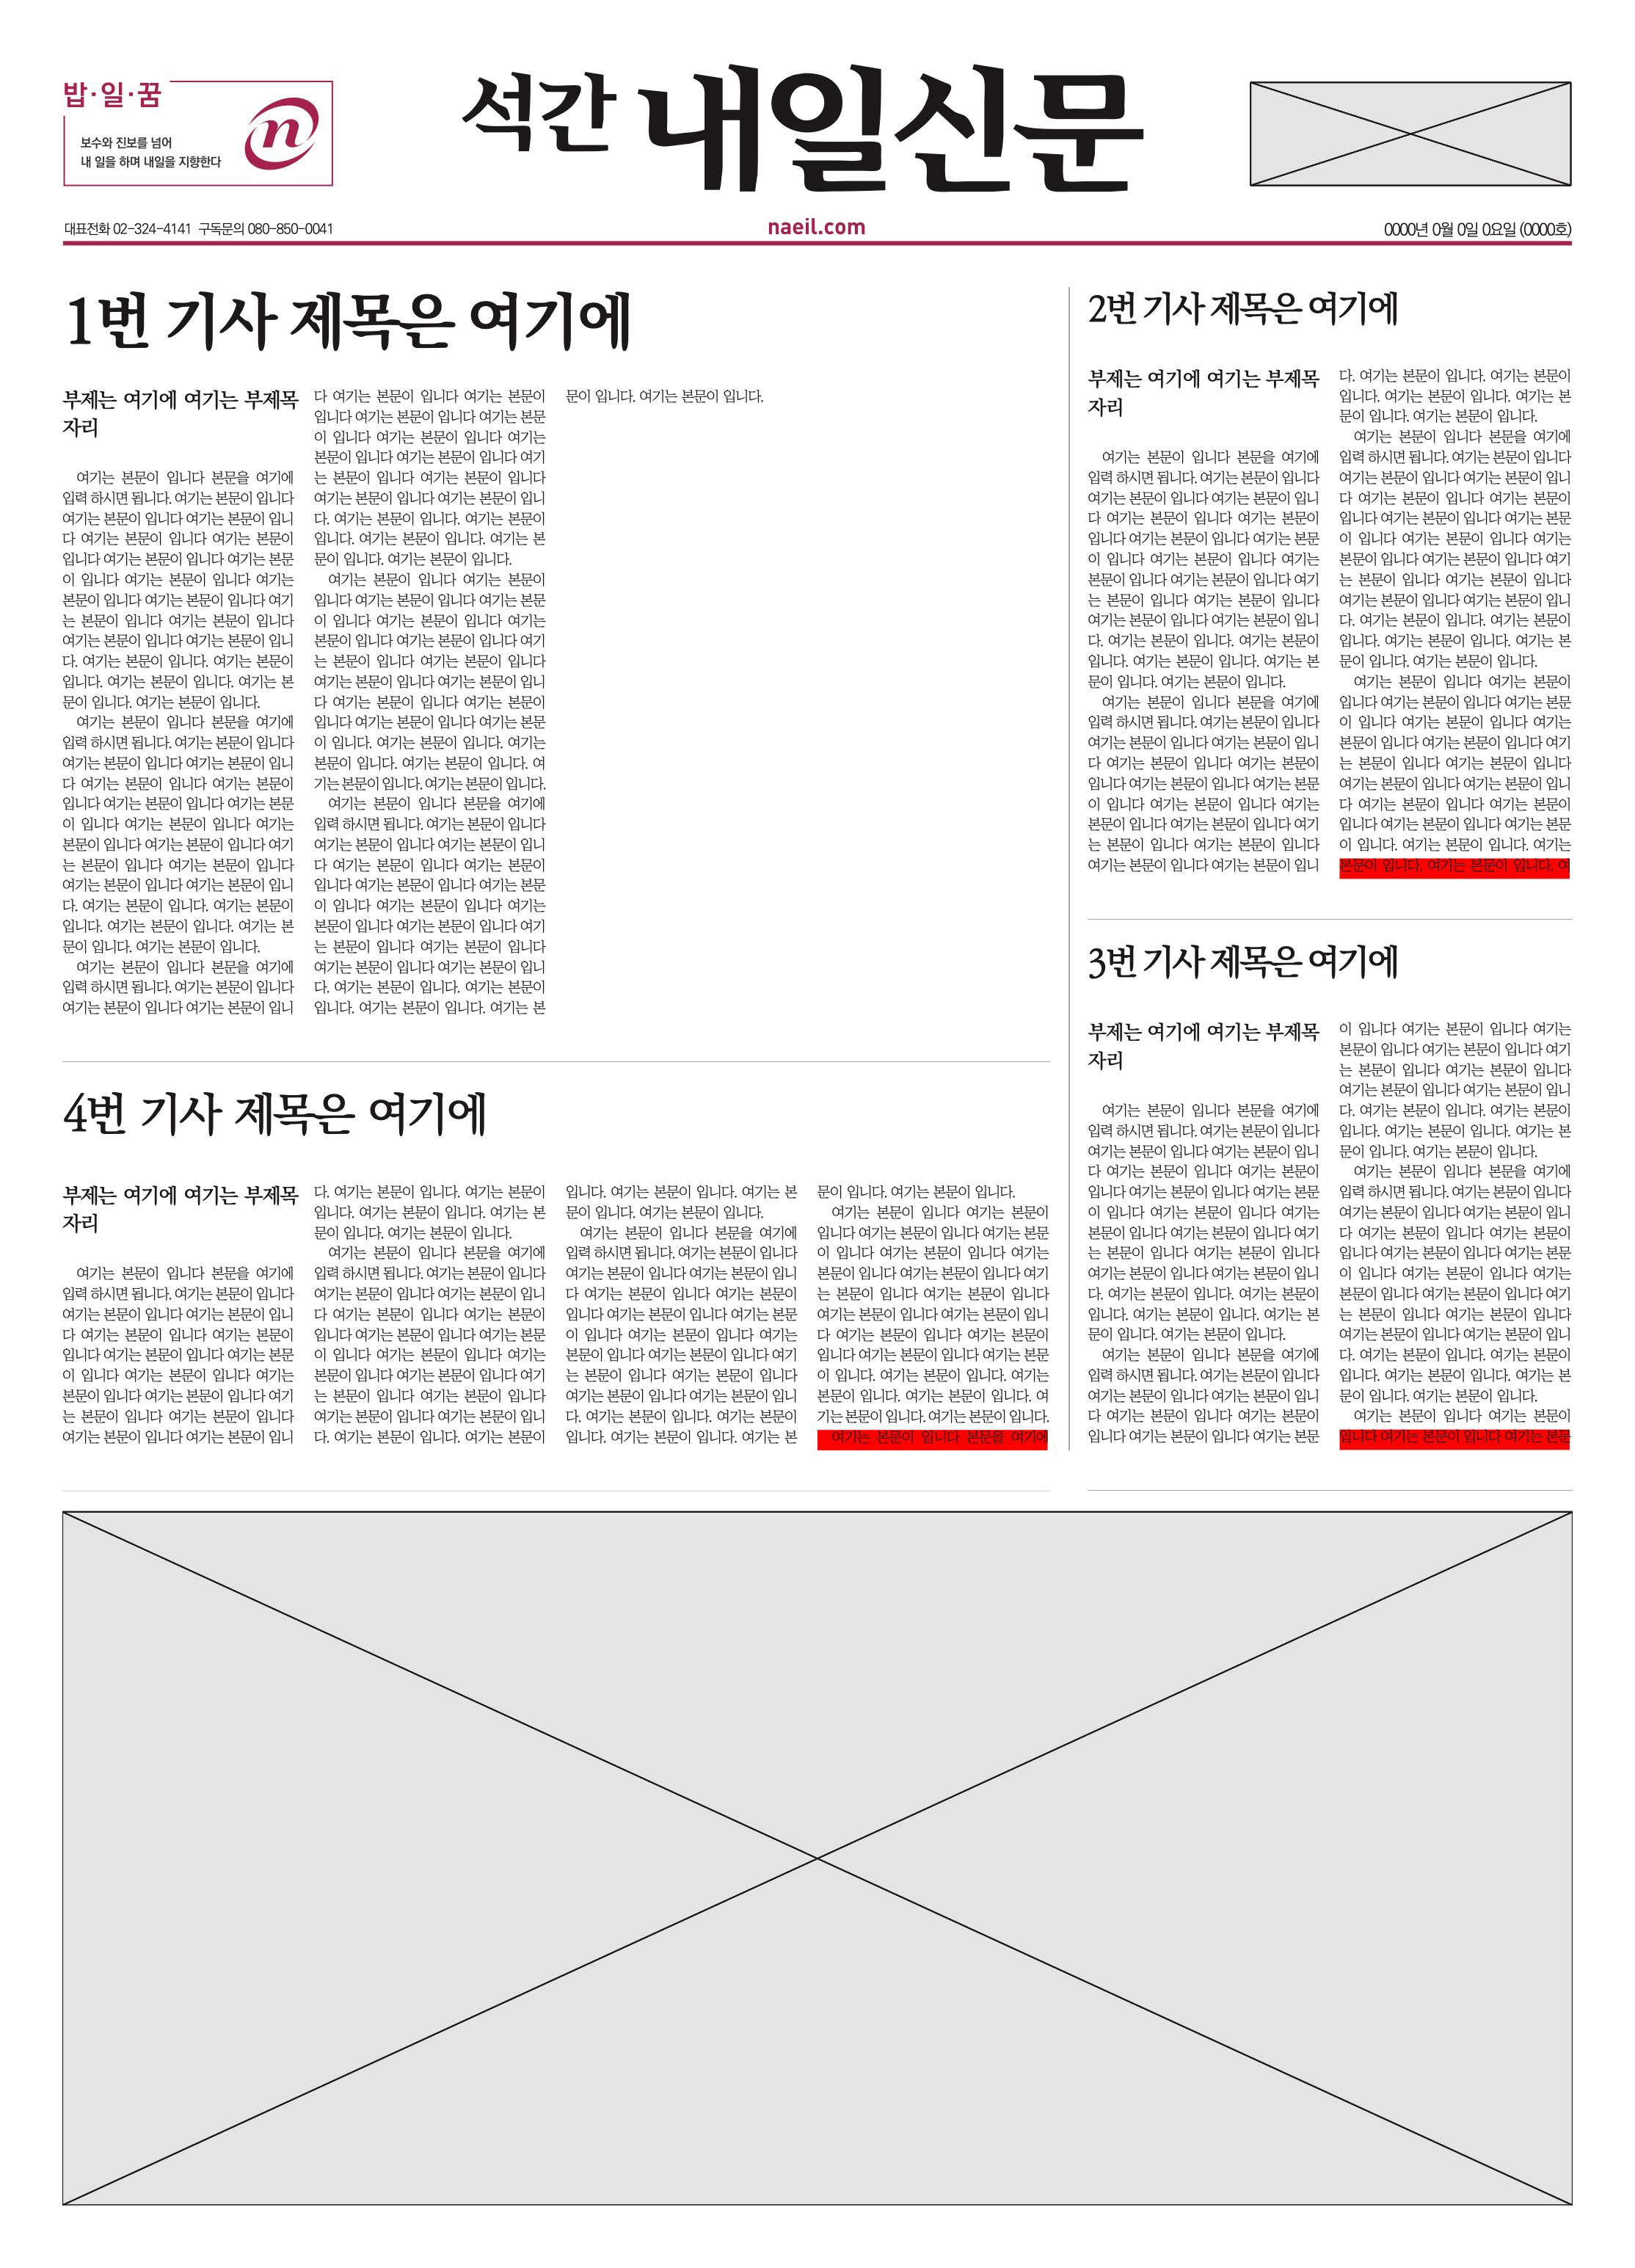 밥·일·꿈
보수와 진보를 넘어
내 일을 하며 내일을 지향한다
석간 내일신문
대표전화 02-324-4141 구독문의 080-850-0041
naeil.com
0000년 0월 0일 0요일 (0000호)
1번 기사 제목은 여기에
부제는 여기에 여기는 부제목
자리
여기는 본문이 입니다 본문을 여기에
입력 하시면 됩니다. 여기는 본문이 입니다
여기는 본문이 입니다 여기는 본문이 입니
다 여기는 본문이 입니다 여기는 본문이
입니다 여기는 본문이 입니다 여기는 본문
이 입니다 여기는 본문이 입니다 여기는
본문이 입니다 여기는 본문이 입니다 여기
는 본문이 입니다 여기는 본문이 입니다
여기는 본문이 입니다 여기는 본문이 입니
다. 여기는 본문이 입니다. 여기는 본문이
입니다. 여기는 본문이 입니다. 여기는 본
문이 입니다. 여기는 본문이 입니다.
여기는 본문이 입니다 본문을 여기에
입력 하시면 됩니다. 여기는 본문이 입니다
여기는 본문이 입니다 여기는 본문이 입니
다 여기는 본문이 입니다 여기는 본문이
입니다 여기는 본문이 입니다 여기는 본문
이 입니다 여기는 본문이 입니다 여기는
본문이 입니다 여기는 본문이 입니다 여기
는 본문이 입니다 여기는 본문이 입니다
여기는 본문이 입니다 여기는 본문이 입니
다. 여기는 본문이 입니다. 여기는 본문이
입니다. 여기는 본문이 입니다. 여기는 본
문이 입니다. 여기는 본문이 입니다.
여기는 본문이 입니다 본문을 여기에
입력 하시면 됩니다. 여기는 본문이 입니다
여기는 본문이 입니다 여기는 본문이 입니
다 여기는 본문이 입니다 여기는 본문이
입니다 여기는 본문이 입니다 여기는 본문
이 입니다 여기는 본문이 입니다 여기는
본문이 입니다 여기는 본문이 입니다 여기
는 본문이 입니다 여기는 본문이 입니다
여기는 본문이 입니다 여기는 본문이 입니
다. 여기는 본문이 입니다. 여기는 본문이
입니다. 여기는 본문이 입니다. 여기는 본
문이 입니다. 여기는 본문이 입니다.
여기는 본문이 입니다 여기는 본문이
입니다 여기는 본문이 입니다 여기는 본문
이 입니다 여기는 본문이 입니다 여기는
본문이 입니다 여기는 본문이 입니다 여기
는 본문이 입니다 여기는 본문이 입니다
여기는 본문이 입니다 여기는 본문이 입니
다 여기는 본문이 입니다 여기는 본문이
입니다 여기는 본문이 입니다 여기는 본문
이 입니다. 여기는 본문이 입니다. 여기는
본문이 입니다. 여기는 본문이 입니다. 여
기는 본문이 입니다. 여기는 본문이 입니다.
여기는 본문이 입니다 본문을 여기에
입력 하시면 됩니다. 여기는 본문이 입니다
여기는 본문이 입니다 여기는 본문이 입니
다 여기는 본문이 입니다 여기는 본문이
입니다 여기는 본문이 입니다 여기는 본문
이 입니다 여기는 본문이 입니다 여기는
본문이 입니다 여기는 본문이 입니다 여기
는 본문이 입니다 여기는 본문이 입니다
여기는 본문이 입니다 여기는 본문이 입니
다. 여기는 본문이 입니다. 여기는 본문이
입니다. 여기는 본문이 입니다. 여기는 본
문이 입니다. 여기는 본문이 입니다.
2번 기사 제목은 여기에
부제는 여기에 여기는 부제목
자리
여기는 본문이 입니다 본문을 여기에
입력 하시면 됩니다. 여기는 본문이 입니다
여기는 본문이 입니다 여기는 본문이 입니
다 여기는 본문이 입니다 여기는 본문이
입니다 여기는 본문이 입니다 여기는 본문
이 입니다 여기는 본문이 입니다 여기는
본문이 입니다 여기는 본문이 입니다 여기
는 본문이 입니다 여기는 본문이 입니다
여기는 본문이 입니다 여기는 본문이 입니
다. 여기는 본문이 입니다. 여기는 본문이
입니다. 여기는 본문이 입니다. 여기는 본
문이 입니다. 여기는 본문이 입니다.
여기는 본문이 입니다 본문을 여기에
입력 하시면 됩니다. 여기는 본문이 입니다
여기는 본문이 입니다 여기는 본문이 입니
다 여기는 본문이 입니다 여기는 본문이
입니다 여기는 본문이 입니다 여기는 본문
이 입니다 여기는 본문이 입니다 여기는
본문이 입니다 여기는 본문이 입니다 여기
는 본문이 입니다 여기는 본문이 입니다
여기는 본문이 입니다 여기는 본문이 입니
다. 여기는 본문이 입니다. 여기는 본문이
입니다. 여기는 본문이 입니다. 여기는 본
문이 입니다. 여기는 본문이 입니다.
여기는 본문이 입니다 본문을 여기에
입력 하시면 됩니다. 여기는 본문이 입니다
여기는 본문이 입니다 여기는 본문이 입니
다 여기는 본문이 입니다 여기는 본문이
입니다 여기는 본문이 입니다 여기는 본문
이 입니다 여기는 본문이 입니다 여기는
본문이 입니다 여기는 본문이 입니다 여기
는 본문이 입니다 여기는 본문이 입니다
여기는 본문이 입니다 여기는 본문이 입니
다. 여기는 본문이 입니다. 여기는 본문이
입니다. 여기는 본문이 입니다. 여기는 본
문이 입니다. 여기는 본문이 입니다.
여기는 본문이 입니다 여기는 본문이
입니다 여기는 본문이 입니다 여기는 본문
이 입니다 여기는 본문이 입니다 여기는
본문이 입니다 여기는 본문이 입니다 여기
는 본문이 입니다 여기는 본문이 입니다
여기는 본문이 입니다 여기는 본문이 입니
다 여기는 본문이 입니다 여기는 본문이
입니다 여기는 본문이 입니다 여기는 본문
이 입니다. 여기는 본문이 입니다. 여기는
본문이 입니다. 여기는 본문이 입니다. 여
3번 기사 제목은 여기에
부제는 여기에 여기는 부제목
자리
여기는 본문이 입니다 본문을 여기에
입력 하시면 됩니다. 여기는 본문이 입니다
여기는 본문이 입니다 여기는 본문이 입니
다 여기는 본문이 입니다 여기는 본문이
입니다 여기는 본문이 입니다 여기는 본문
이 입니다 여기는 본문이 입니다 여기는
본문이 입니다 여기는 본문이 입니다 여기
는 본문이 입니다 여기는 본문이 입니다
여기는 본문이 입니다 여기는 본문이 입니
다. 여기는 본문이 입니다. 여기는 본문이
입니다. 여기는 본문이 입니다. 여기는 본
문이 입니다. 여기는 본문이 입니다.
여기는 본문이 입니다 본문을 여기에
입력 하시면 됩니다. 여기는 본문이 입니다
여기는 본문이 입니다 여기는 본문이 입니
다 여기는 본문이 입니다 여기는 본문이
입니다 여기는 본문이 입니다 여기는 본문
이 입니다 여기는 본문이 입니다 여기는
본문이 입니다 여기는 본문이 입니다 여기
는 본문이 입니다 여기는 본문이 입니다
여기는 본문이 입니다 여기는 본문이 입니
다. 여기는 본문이 입니다. 여기는 본문이
입니다. 여기는 본문이 입니다. 여기는 본
문이 입니다. 여기는 본문이 입니다.
여기는 본문이 입니다 본문을 여기에
입력 하시면 됩니다. 여기는 본문이 입니다
여기는 본문이 입니다 여기는 본문이 입니
다 여기는 본문이 입니다 여기는 본문이
입니다 여기는 본문이 입니다 여기는 본문
이 입니다 여기는 본문이 입니다 여기는
본문이 입니다 여기는 본문이 입니다 여기
는 본문이 입니다 여기는 본문이 입니다
여기는 본문이 입니다 여기는 본문이 입니
다. 여기는 본문이 입니다. 여기는 본문이
입니다. 여기는 본문이 입니다. 여기는 본
문이 입니다. 여기는 본문이 입니다.
여기는 본문이 입니다 여기는 본문이
입니다 여기는 본문이 입니다 여기는 본문
4번 기사 제목은 여기에
부제는 여기에 여기는 부제목
자리
여기는 본문이 입니다 본문을 여기에
입력 하시면 됩니다. 여기는 본문이 입니다
여기는 본문이 입니다 여기는 본문이 입니
다 여기는 본문이 입니다 여기는 본문이
입니다 여기는 본문이 입니다 여기는 본문
이 입니다 여기는 본문이 입니다 여기는
본문이 입니다 여기는 본문이 입니다 여기
는 본문이 입니다 여기는 본문이 입니다
여기는 본문이 입니다 여기는 본문이 입니
다. 여기는 본문이 입니다. 여기는 본문이
입니다. 여기는 본문이 입니다. 여기는 본
문이 입니다. 여기는 본문이 입니다.
여기는 본문이 입니다 본문을 여기에
입력 하시면 됩니다. 여기는 본문이 입니다
여기는 본문이 입니다 여기는 본문이 입니
다 여기는 본문이 입니다 여기는 본문이
입니다 여기는 본문이 입니다 여기는 본문
이 입니다 여기는 본문이 입니다 여기는
본문이 입니다 여기는 본문이 입니다 여기
는 본문이 입니다 여기는 본문이 입니다
여기는 본문이 입니다 여기는 본문이 입니
다. 여기는 본문이 입니다. 여기는 본문이
입니다. 여기는 본문이 입니다. 여기는 본
문이 입니다. 여기는 본문이 입니다.
여기는 본문이 입니다 본문을 여기에
입력 하시면 됩니다. 여기는 본문이 입니다
여기는 본문이 입니다 여기는 본문이 입니
다 여기는 본문이 입니다 여기는 본문이
입니다 여기는 본문이 입니다 여기는 본문
이 입니다 여기는 본문이 입니다 여기는
본문이 입니다 여기는 본문이 입니다 여기
는 본문이 입니다 여기는 본문이 입니다
여기는 본문이 입니다 여기는 본문이 입니
다. 여기는 본문이 입니다. 여기는 본문이
입니다. 여기는 본문이 입니다. 여기는 본
문이 입니다. 여기는 본문이 입니다.
여기는 본문이 입니다 여기는 본문이
입니다 여기는 본문이 입니다 여기는 본문
이 입니다 여기는 본문이 입니다 여기는
본문이 입니다 여기는 본문이 입니다 여기
는 본문이 입니다 여기는 본문이 입니다
여기는 본문이 입니다 여기는 본문이 입니
다 여기는 본문이 입니다 여기는 본문이
입니다 여기는 본문이 입니다 여기는 본문
이 입니다. 여기는 본문이 입니다. 여기는
본문이 입니다. 여기는 본문이 입니다. 여
기는 본문이 입니다. 여기는 본문이 입니다.
여기는 본문이 입니다 본문을 여기에